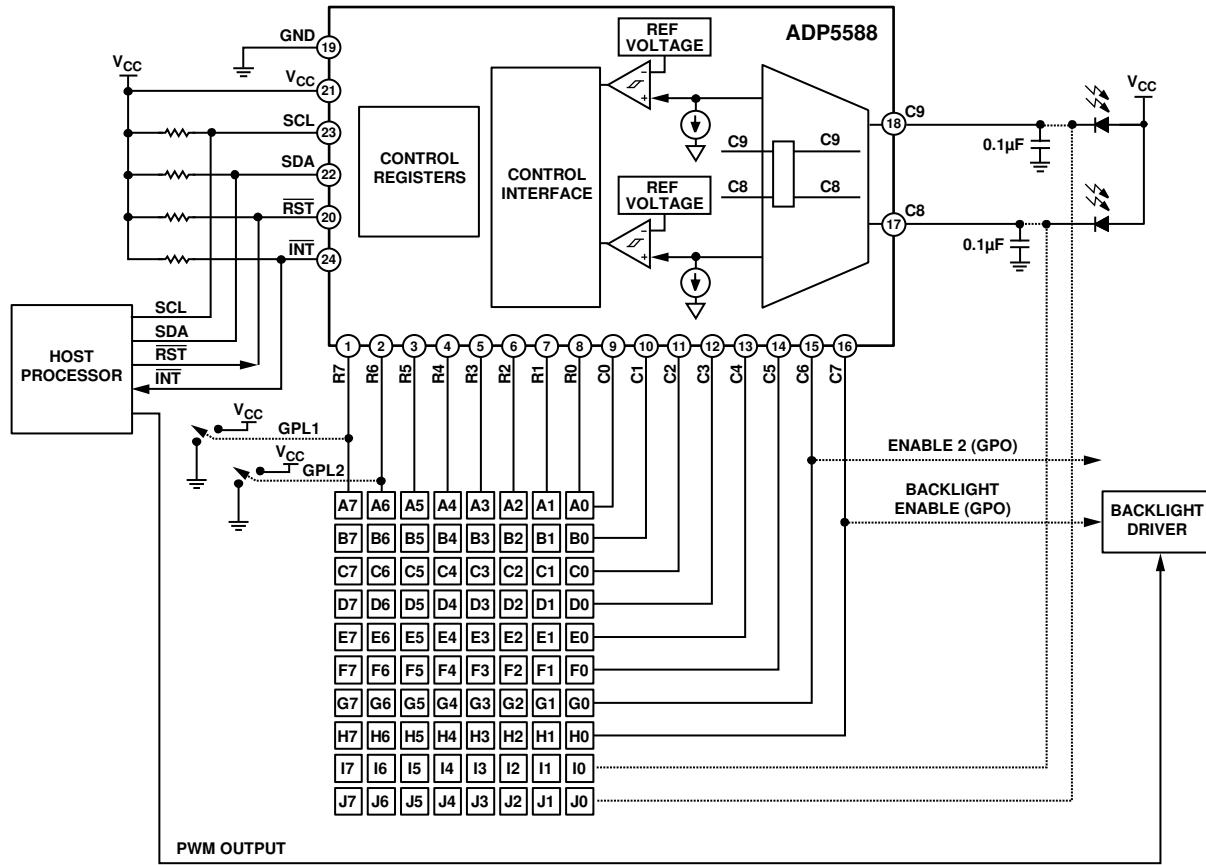 ADP5588
GND
19
REF
VOLTAGE
VCC
VCC
21
SCL
23
SDA
22
RST
20
INT
24
CONTROL
REGISTERS
CONTROL
INTERFACE
–
+
REF
VOLTAGE
–
+
C9
C9
C8
C8
18
C9
17
C8
VCC
0.1µF
0.1µF
HOST
PROCESSOR
SCL
SDA
RST
INT
1
2
3
4
5
6
7
8
9
10
11
12
13
14
15
16
R7
R6
R5
R4
R3
R2
R1
R0
C0
C1
C2
C3
C4
C5
C6
C7
VCC
GPL1
VCC
GPL2
ENABLE 2 (GPO)
BACKLIGHT
ENABLE (GPO)
BACKLIGHT
DRIVER
A7 A6 A5 A4 A3 A2 A1 A0
B7 B6 B5 B4 B3 B2 B1 B0
C7 C6 C5 C4 C3 C2 C1 C0
D7 D6 D5 D4 D3 D2 D1 D0
E7 E6 E5 E4 E3 E2 E1 E0
F7 F6 F5 F4 F3 F2 F1 F0
G7 G6 G5 G4 G3 G2 G1 G0
H7 H6 H5 H4 H3 H2 H1 H0
I7 I6 I5 I4 I3 I2 I1 I0
J7 J6 J5 J4 J3 J2 J1 J0
PWM OUTPUT